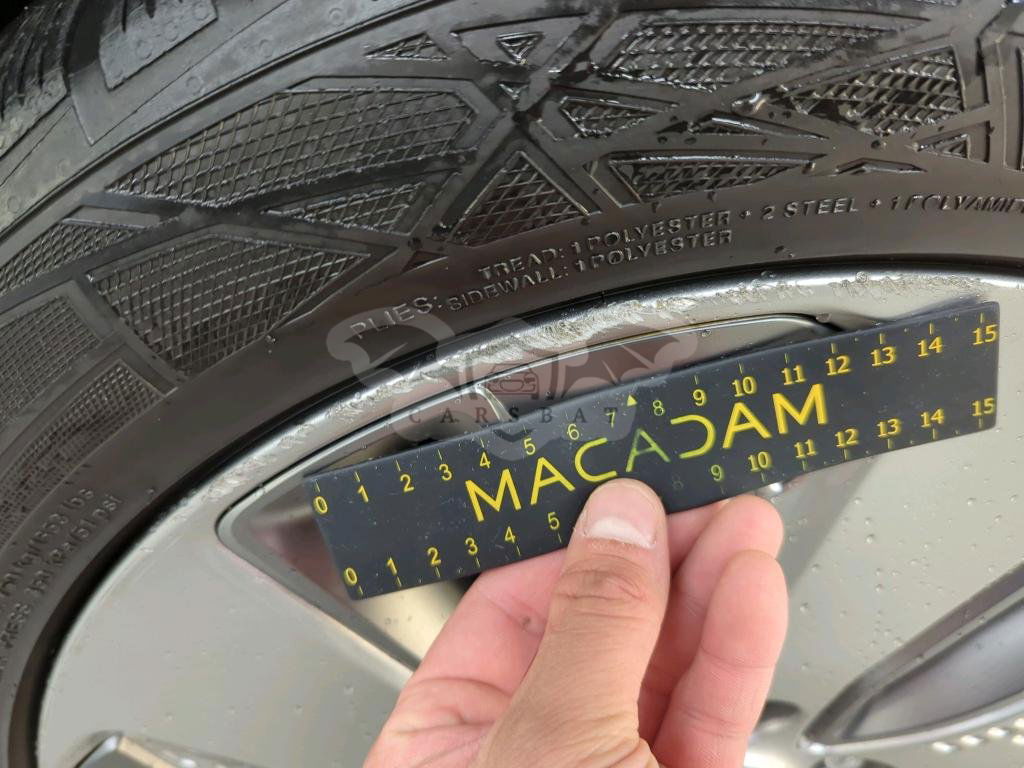 TREAD: 1 POLYESTER • 2 STEEL • 1 POLYAMIDE
PLIES: SIDEWALL: 1 POLYESTER
CARSBAT
0 1 2 3 4 5 6 7 8 9 10 11 12 13 14 15
MACADAM
0 1 2 3 4 5 8 9 10 11 12 13 14 15
psi